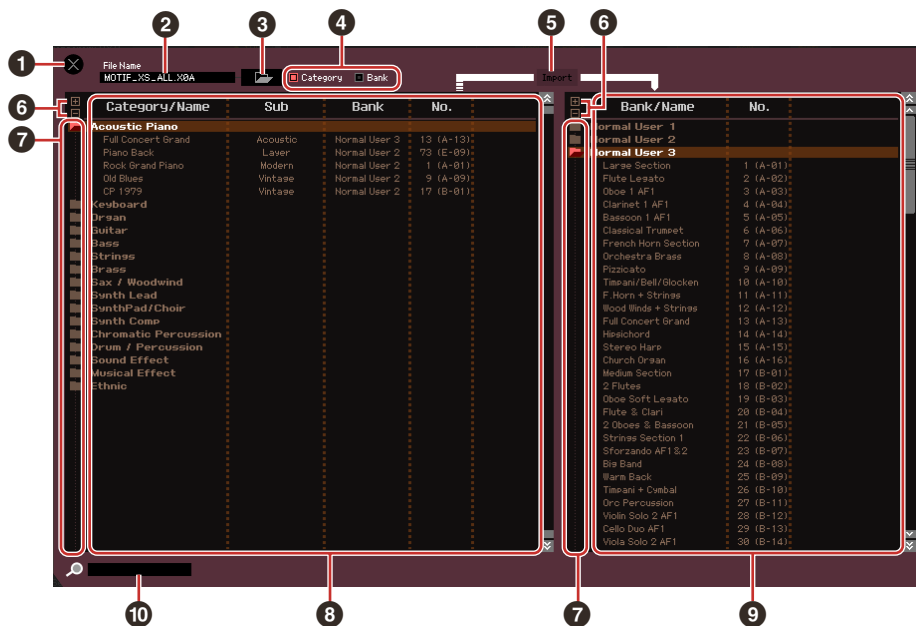 2 3 4 5 6
1
File Name
MOTIF_XS_ALL.X0A
Category Bank
Import
6
7
Category/Name Sub Bank No.
Acoustic Piano
Full Concert Grand Acoustic Normal User 3 13 (A-13)
Piano Back Layer Normal User 2 73 (E-09)
Rock Grand Piano Modern Normal User 2 1 (A-01)
Old Blues Vintage Normal User 2 9 (A-09)
CP 1979 Vintage Normal User 2 17 (B-01)
Keyboard
Organ
Guitar
Bass
Strings
Brass
Sax / Woodwind
Synth Lead
SynthPad/Choir
Synth Comp
Chromatic Percussion
Drum / Percussion
Sound Effect
Musical Effect
Ethnic
Bank/Name No.
Normal User 1
Normal User 2
Normal User 3
Large Section 1 (A-01)
Flute Legato 2 (A-02)
Oboe 1 AF1 3 (A-03)
Clarinet 1 AF1 4 (A-04)
Bassoon 1 AF1 5 (A-05)
Classical Trumpet 6 (A-06)
French Horn Section 7 (A-07)
Orchestra Brass 8 (A-08)
Pizzicato 9 (A-09)
Timpani/Bell/Glocken 10 (A-10)
F.Horn + Strings 11 (A-11)
Wood Winds + Strings 12 (A-12)
Full Concert Grand 13 (A-13)
Hipsichord 14 (A-14)
Stereo Harp 15 (A-15)
Church Organ 16 (A-16)
Medium Section 17 (B-01)
2 Flutes 18 (B-02)
Oboe Soft Legato 19 (B-03)
Flute & Clari 20 (B-04)
2 Oboes & Bassoon 21 (B-05)
Strings Section 1 22 (B-06)
Sforzando AF1&2 23 (B-07)
Big Band 24 (B-08)
Warm Back 25 (B-09)
Timpani + Cymbal 26 (B-10)
Orc Percussion 27 (B-11)
Violin Solo 2 AF1 28 (B-12)
Cello Duo AF1 29 (B-13)
Viola Solo 2 AF1 30 (B-14)
10 8 7 9